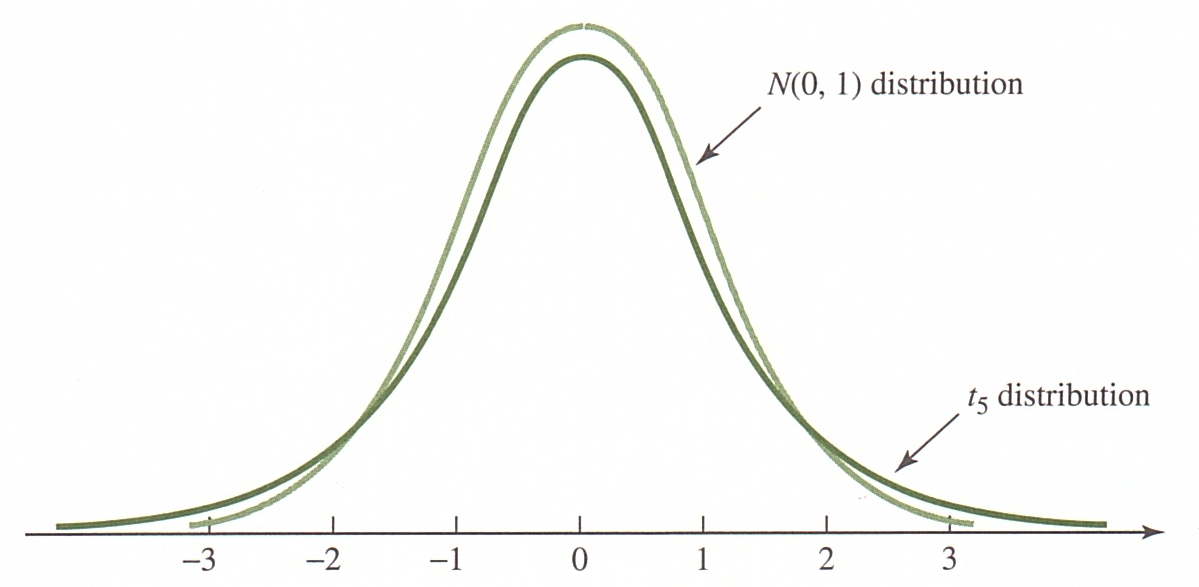 N(0, 1) distribution
t₅ distribution
−3 −2 −1 0 1 2 3